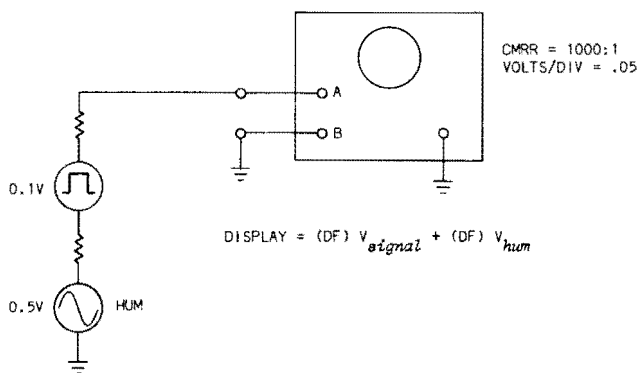 CMRR = 1000:1
VOLTS/DIV = .05
A
B
0.1V
DISPLAY = (DF) V signal + (DF) V hum
0.5V
HUM